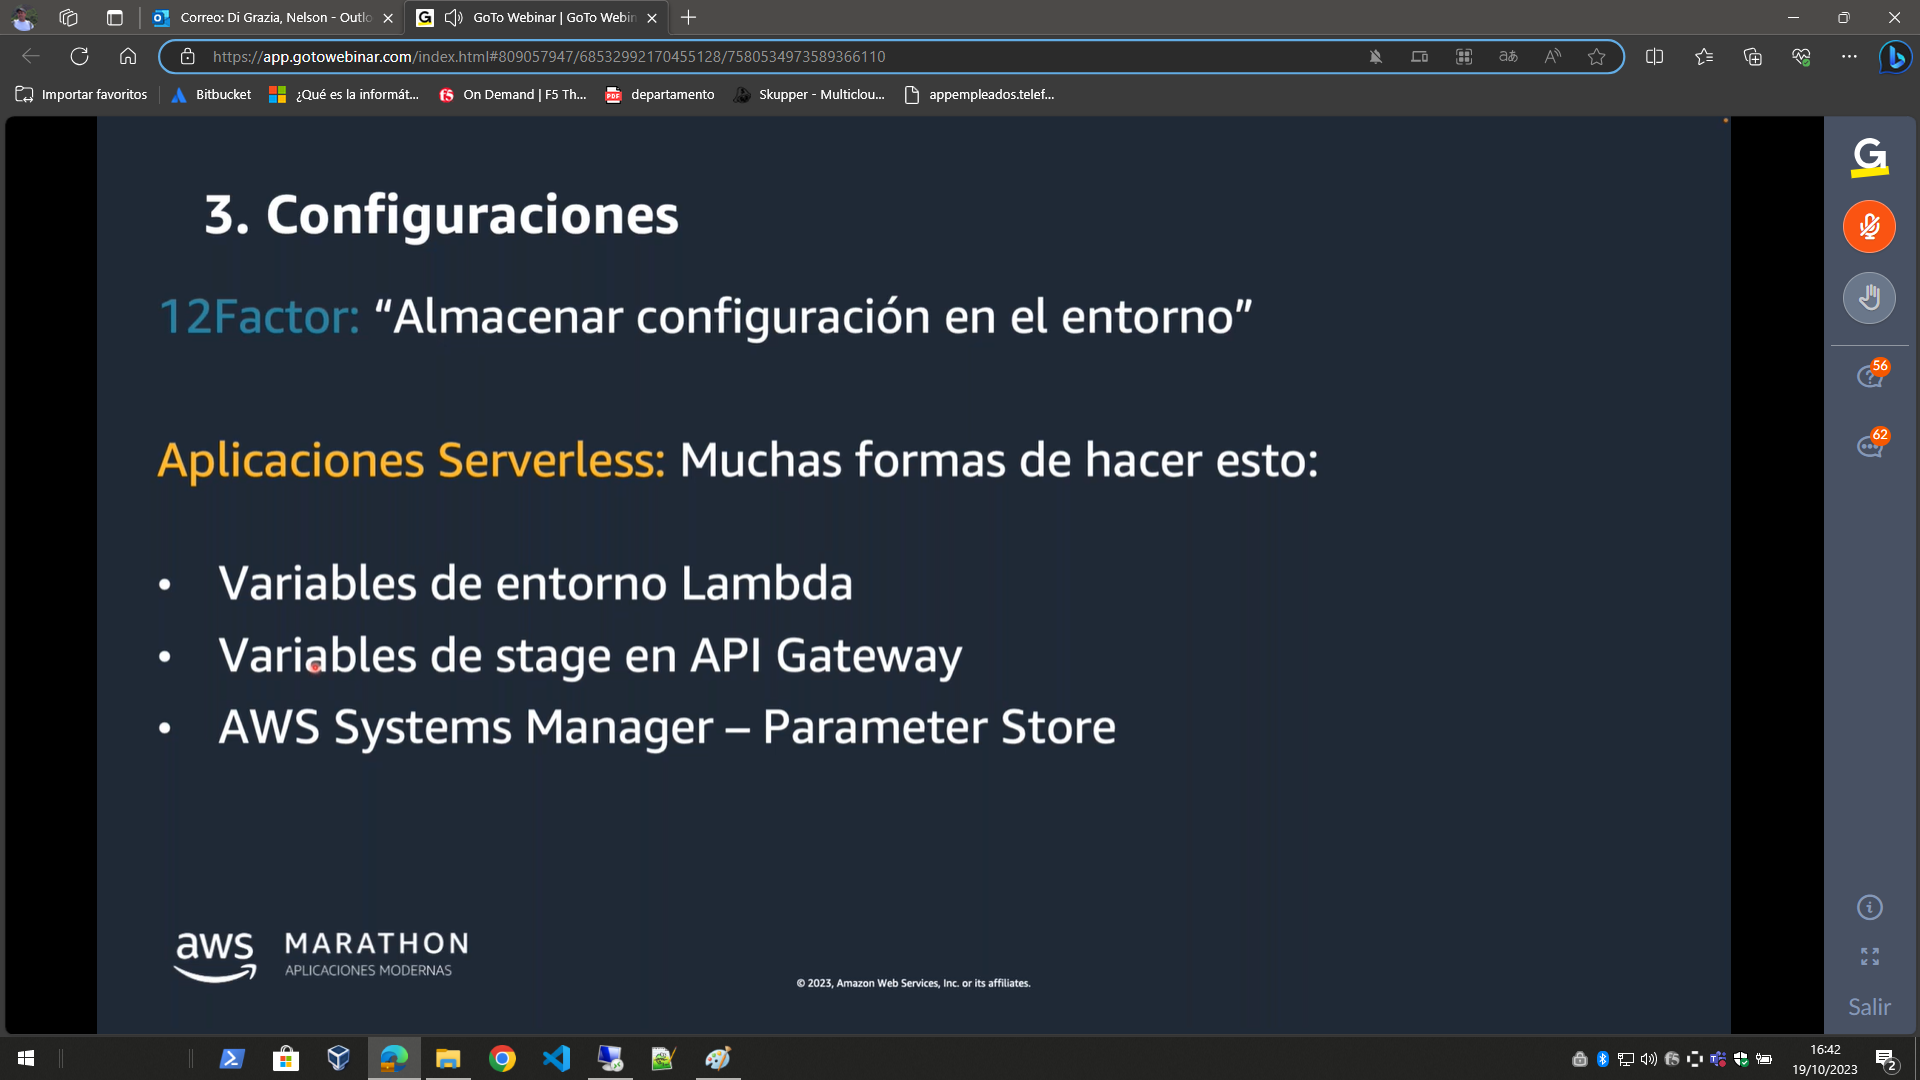 Correo: Di Grazia, Nelson - Outlo
GoTo Webinar | GoTo Webin
https://app.gotowebinar.com/index.html#809057947/68532992170455128/7580534973589366110
Importar favoritos
Bitbucket
¿Qué es la informát...
On Demand | F5 Th...
departamento
Skupper - Multiclou...
appempleados.telef...
3. Configuraciones
12Factor: “Almacenar configuración en el entorno”
Aplicaciones Serverless: Muchas formas de hacer esto:
• Variables de entorno Lambda
• Variables de stage en API Gateway
• AWS Systems Manager – Parameter Store
aws
MARATHON
APLICACIONES MODERNAS
© 2023, Amazon Web Services, Inc. or its affiliates.
56
62
Salir
16:42
19/10/2023
2